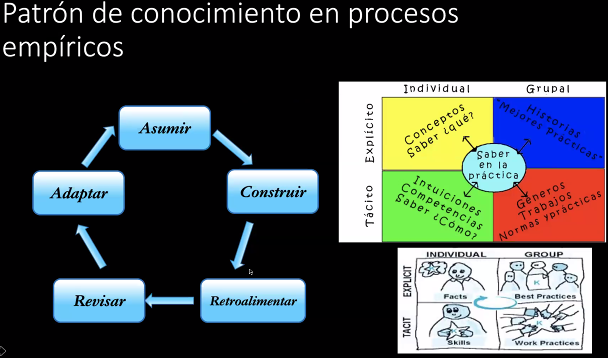 Patrón de conocimiento en procesos
empíricos
Asumir
Construir
Retroalimentar
Revisar
Adaptar
Individual
Grupal
Explícito
Tácito
Conceptos
Saber ¿qué?
Historias
"Mejores Prácticas"
Saber
en la
práctica
Intuiciones
Competencias
Saber ¿Cómo?
Géneros
Trabajos
Normas yprácticas
INDIVIDUAL
GROUP
EXPLICIT
TACIT
Facts
K
Best Practices
Skills
K
Work Practices